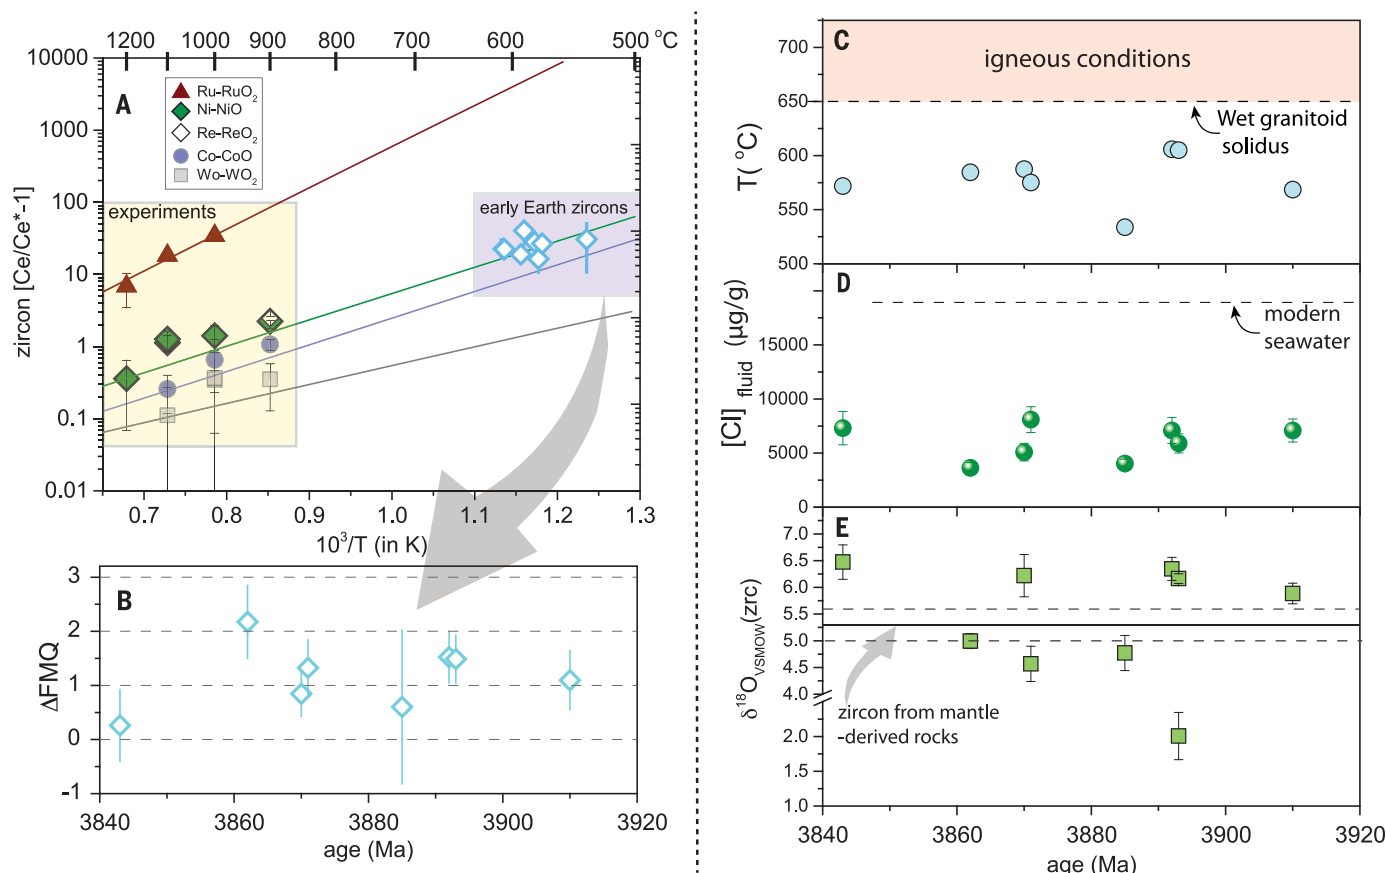 1200 1000 900 800 700 600 500 °C
10000
1000
100
10
1
0.1
0.01
zircon [Ce/Ce*-1]
A
Ru-RuO2
Ni-NiO
Re-ReO2
Co-CoO
Wo-WO2
experiments
early Earth zircons
0.7 0.8 0.9 1.0 1.1 1.2 1.3
10³/T (in K)
B
3
2
1
0
-1
ΔFMQ
3840 3860 3880 3900 3920
age (Ma)
C
700
650
600
550
500
T( °C)
igneous conditions
Wet granitoid
solidus
D
15000
10000
5000
0
[Cl] fluid (µg/g)
modern
seawater
E
6.5
6.0
5.5
5.0
4.5
4.0
2.0
1.5
1.0
δ¹⁸OVSMOW(zrc)
zircon from mantle
-derived rocks
3840 3860 3880 3900 3920
age (Ma)